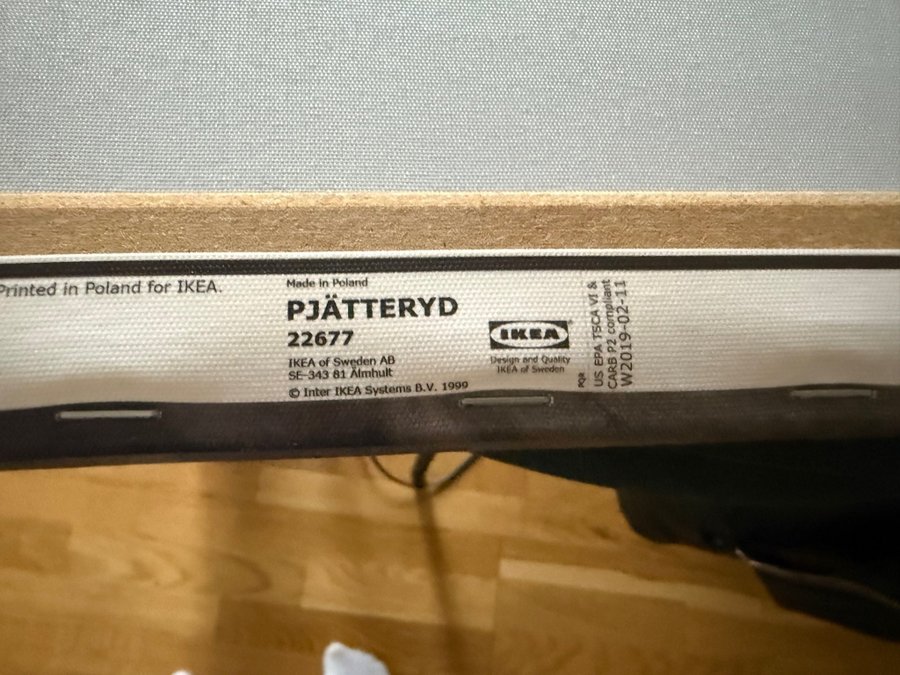 Printed in Poland for IKEA.
Made in Poland
PJÄTTERYD
22677
IKEA of Sweden AB
SE-343 81 Älmhult
© Inter IKEA Systems B.V. 1999
IKEA
Design and Quality
IKEA of Sweden
PQR
US EPA TSCA VI &
CARB P2 compliant
W2019-02-11